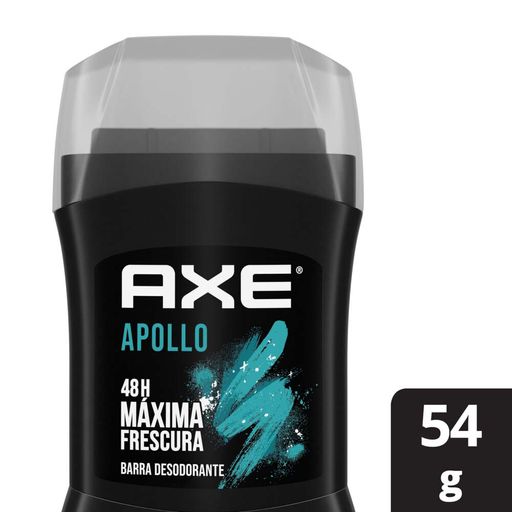 AXE®
APOLLO
48H
MÁXIMA
FRESCURA
BARRA DESODORANTE
54
g